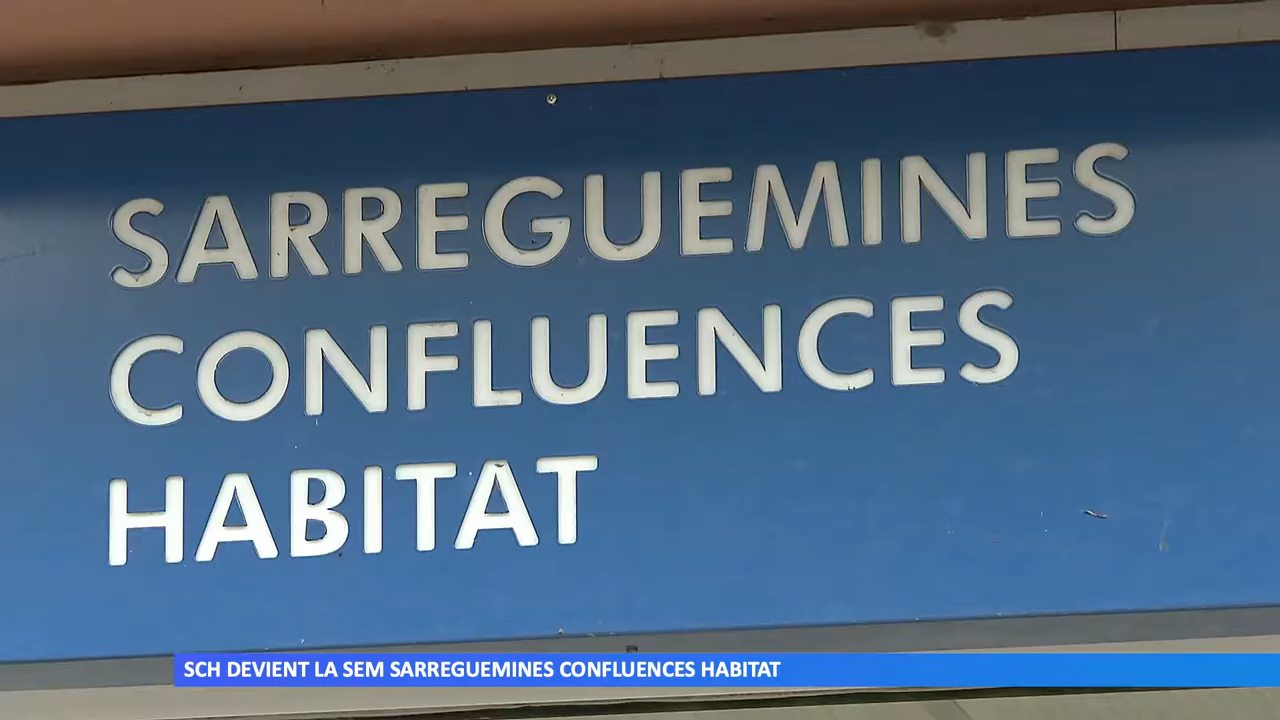 SARREGUEMINES
CONFLUENCES
HABITAT
SCH DEVIENT LA SEM SARREGUEMINES CONFLUENCES HABITAT